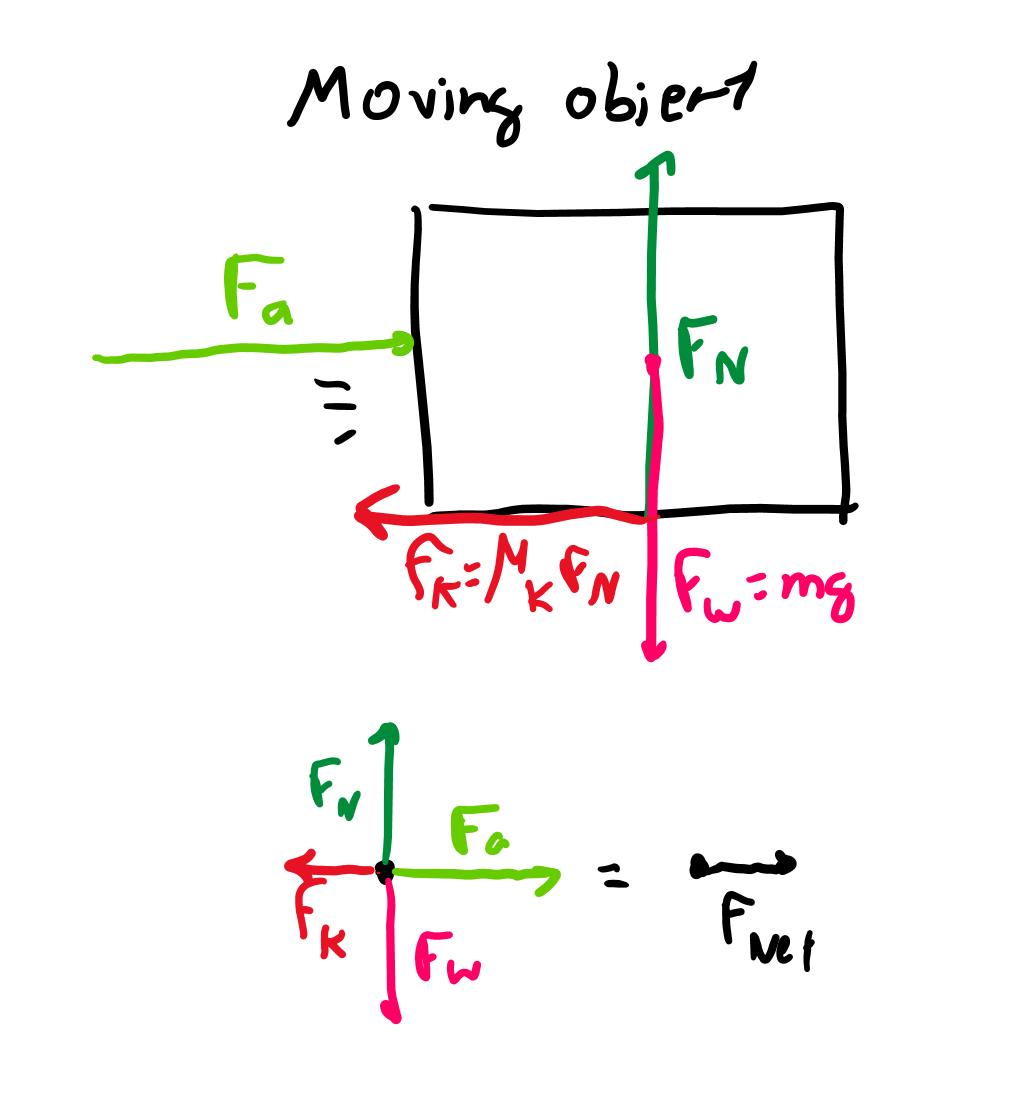 Moving object
Fa
FN
FK=μKFN
Fw=mg
FN
Fa
=
FK
Fw
FNet